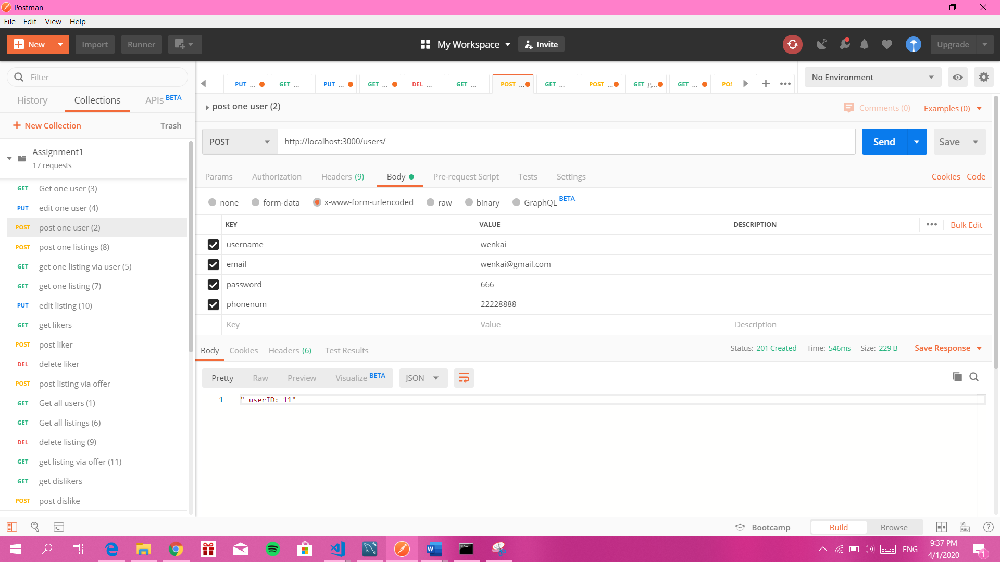 Postman
File Edit View Help
New Import Runner My Workspace Invite Upgrade
Filter
History Collections APIs BETA
New Collection Trash
Assignment1
17 requests
GET Get one user (3)
PUT edit one user (4)
POST post one user (2)
POST post one listings (8)
GET get one listing via user (5)
GET get one listing (7)
PUT edit listing (10)
GET get likers
POST post liker
DEL delete liker
POST post listing via offer
GET Get all users (1)
GET Get all listings (6)
DEL delete listing (9)
GET get listing via offer (11)
GET get dislikers
POST post dislike
PUT ... GET ... PUT ... GET ... DEL ... GET ... POST ... GET ... POST ... GET g... GET ... POS
No Environment
post one user (2)
Comments (0) Examples (0)
POST http://localhost:3000/users/ Send Save
Params Authorization Headers (9) Body Pre-request Script Tests Settings Cookies Code
none form-data x-www-form-urlencoded raw binary GraphQL BETA
KEY VALUE DESCRIPTION ••• Bulk Edit
username wenkai
email wenkai@gmail.com
password 666
phonenum 22228888
Key Value Description
Body Cookies Headers (6) Test Results Status: 201 Created Time: 546ms Size: 229 B Save Response
Pretty Raw Preview Visualize BETA JSON
1 " userID: 11"
Bootcamp Build Browse
ENG
9:37 PM
4/1/2020
1